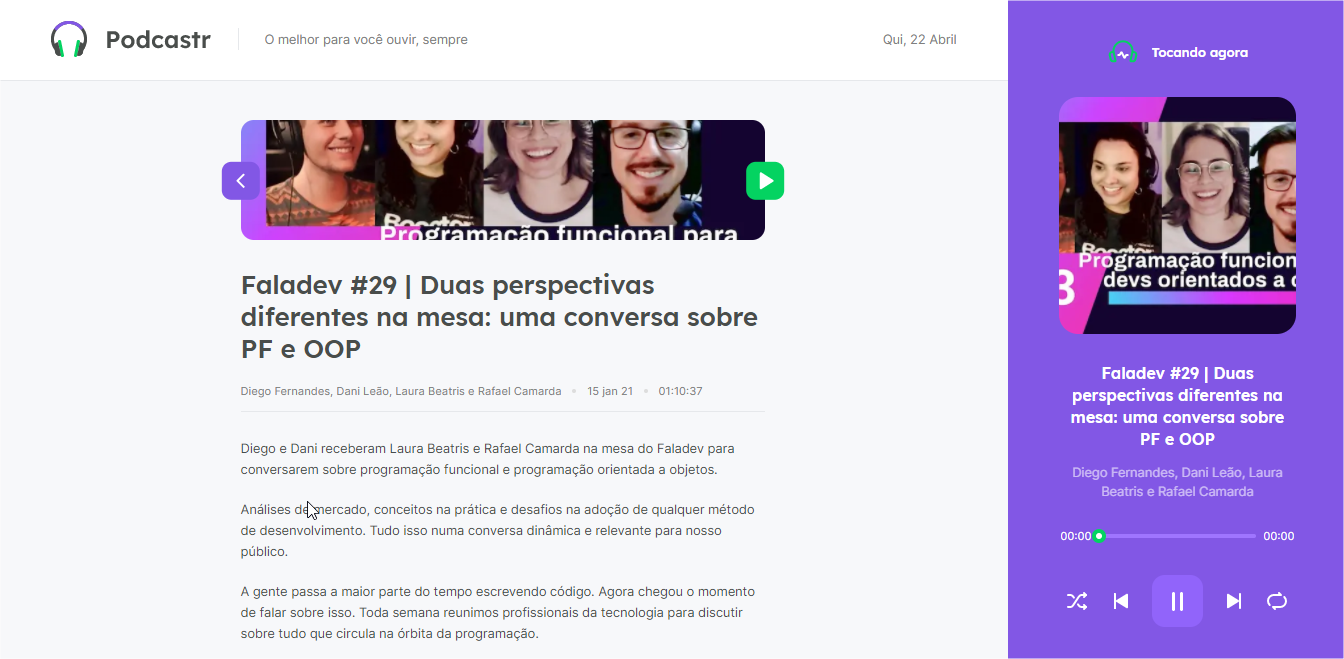 Podcastr
O melhor para você ouvir, sempre
Qui, 22 Abril
Programação funcional para
Faladev #29 | Duas perspectivas
diferentes na mesa: uma conversa sobre
PF e OOP
Diego Fernandes, Dani Leão, Laura Beatris e Rafael Camarda
15 jan 21
01:10:37
Diego e Dani receberam Laura Beatris e Rafael Camarda na mesa do Faladev para
conversarem sobre programação funcional e programação orientada a objetos.
Análises de mercado, conceitos na prática e desafios na adoção de qualquer método
de desenvolvimento. Tudo isso numa conversa dinâmica e relevante para nosso
público.
A gente passa a maior parte do tempo escrevendo código. Agora chegou o momento
de falar sobre isso. Toda semana reunimos profissionais da tecnologia para discutir
sobre tudo que circula na órbita da programação.
Tocando agora
Programação funcion
3 devs orientados a
Faladev #29 | Duas
perspectivas diferentes na
mesa: uma conversa sobre
PF e OOP
Diego Fernandes, Dani Leão, Laura
Beatris e Rafael Camarda
00:00
00:00